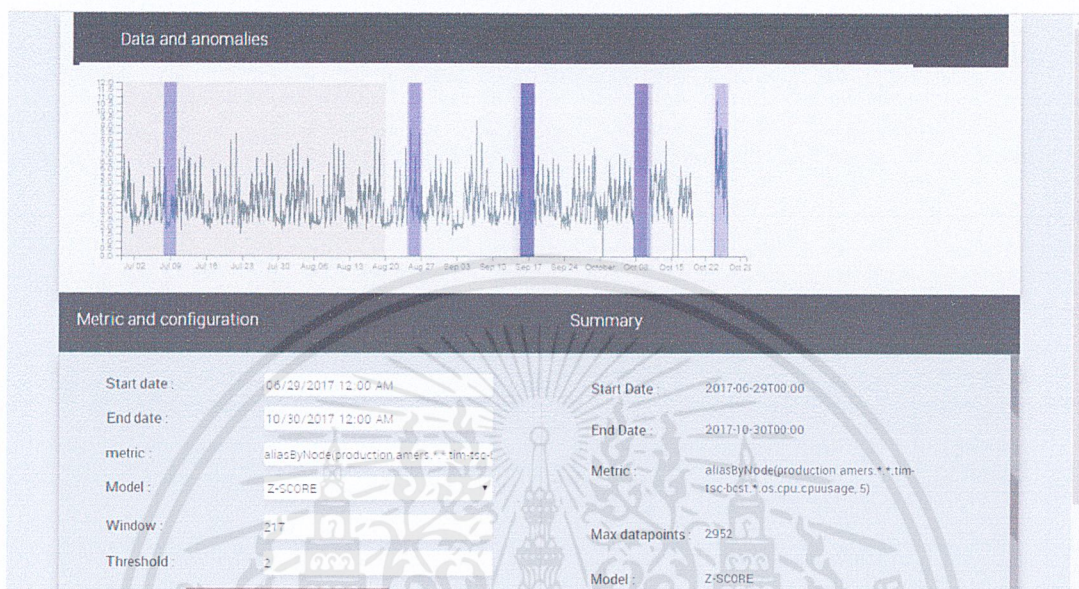 Data and anomalies
Jul 02 Jul 09 Jul 16 Jul 23 Jul 30 Aug 06 Aug 13 Aug 20 Aug 27 Sep 03 Sep 10 Sep 17 Sep 24 October Oct 08 Oct 15 Oct 22 Oct 29
Metric and configuration
Summary
Start date :
06/29/2017 12:00 AM
Start Date :
2017-06-29T00:00
End date :
10/30/2017 12:00 AM
End Date :
2017-10-30T00:00
metric :
aliasByNode(production.amers.*.*.tim-tsc-
Metric :
aliasByNode(production.amers.*.*.tim-
tsc-bcst.*.os.cpu.cpuusage, 5)
Model :
Z-SCORE
Window :
217
Max datapoints :
2952
Threshold :
2
Model :
Z-SCORE